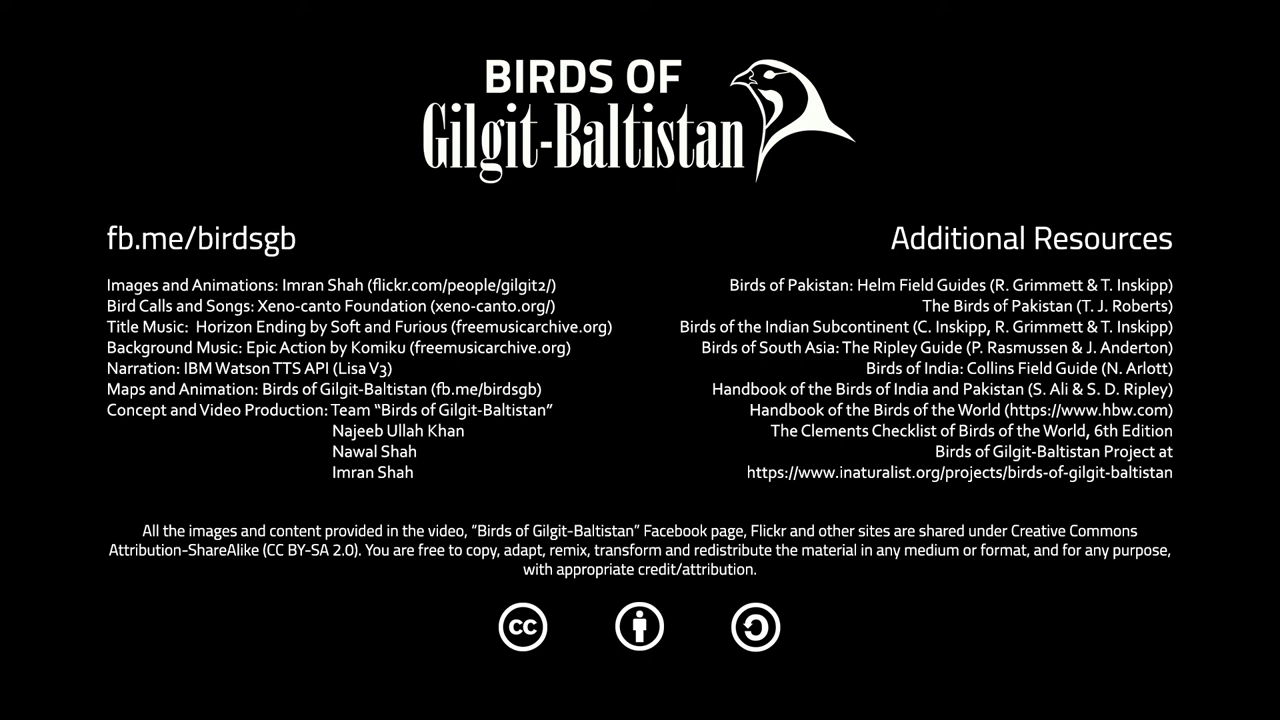 BIRDS OF
Gilgit-Baltistan
fb.me/birdsgb
Images and Animations: Imran Shah (flickr.com/people/gilgit2/)
Bird Calls and Songs: Xeno-canto Foundation (xeno-canto.org/)
Title Music:  Horizon Ending by Soft and Furious (freemusicarchive.org)
Background Music: Epic Action by Komiku (freemusicarchive.org)
Narration: IBM Watson TTS API (Lisa V3)
Maps and Animation: Birds of Gilgit-Baltistan (fb.me/birdsgb)
Concept and Video Production: Team “Birds of Gilgit-Baltistan”
Najeeb Ullah Khan
Nawal Shah
Imran Shah
Additional Resources
Birds of Pakistan: Helm Field Guides (R. Grimmett & T. Inskipp)
The Birds of Pakistan (T. J. Roberts)
Birds of the Indian Subcontinent (C. Inskipp, R. Grimmett & T. Inskipp)
Birds of South Asia: The Ripley Guide (P. Rasmussen & J. Anderton)
Birds of India: Collins Field Guide (N. Arlott)
Handbook of the Birds of India and Pakistan (S. Ali & S. D. Ripley)
Handbook of the Birds of the World (https://www.hbw.com)
The Clements Checklist of Birds of the World, 6th Edition
Birds of Gilgit-Baltistan Project at
https://www.inaturalist.org/projects/birds-of-gilgit-baltistan
All the images and content provided in the video, “Birds of Gilgit-Baltistan” Facebook page, Flickr and other sites are shared under Creative Commons
Attribution-ShareAlike (CC BY-SA 2.0). You are free to copy, adapt, remix, transform and redistribute the material in any medium or format, and for any purpose,
with appropriate credit/attribution.
cc